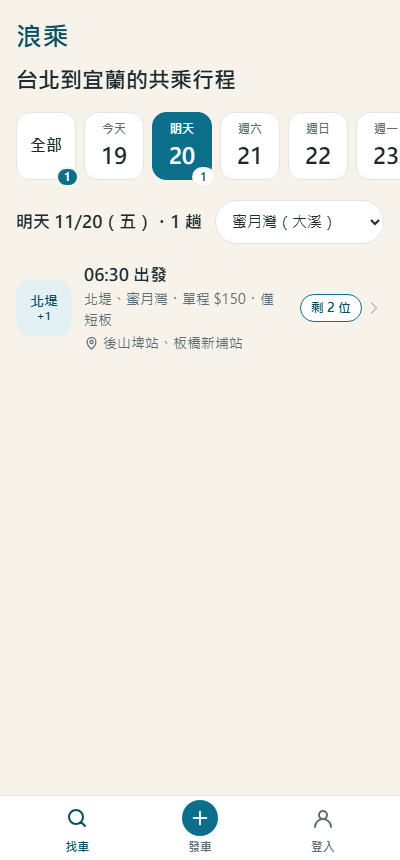 浪乘
台北到宜蘭的共乘行程
全部
1
今天
19
明天
20
1
週六
21
週日
22
週一
23
明天 11/20（五）· 1 趟
蜜月灣（大溪）
北堤
+1
06:30 出發
北堤、蜜月灣 · 單程 $150 · 僅
短板
後山埤站、板橋新埔站
剩 2 位
找車
發車
登入